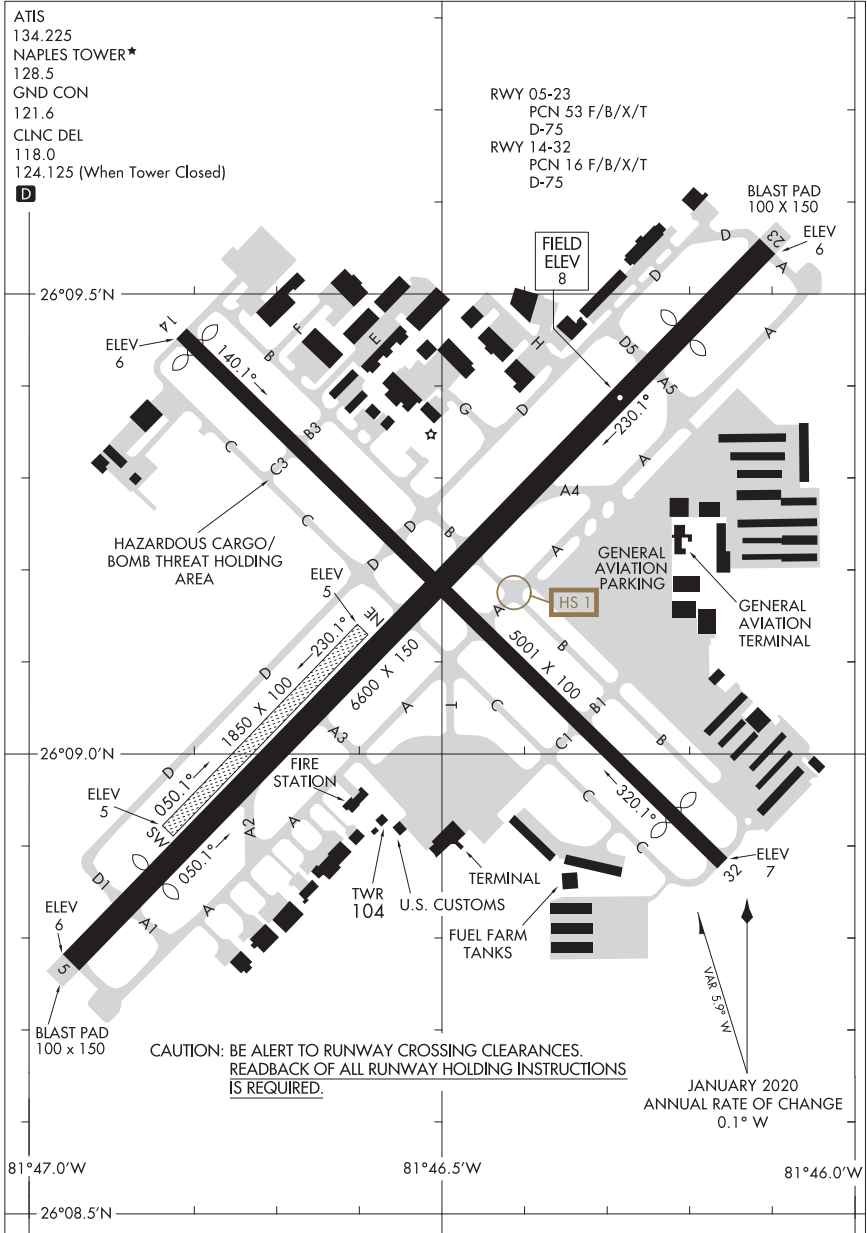 ATIS
134.225
NAPLES TOWER★
128.5
GND CON
121.6
CLNC DEL
118.0
124.125 (When Tower Closed)
D
RWY 05-23
PCN 53 F/B/X/T
D-75
RWY 14-32
PCN 16 F/B/X/T
D-75
BLAST PAD
100 X 150
ELEV
6
23
A
D
FIELD
ELEV
8
D
26°09.5'N
14
ELEV
6
140.1°
B
F
E
H
D5
A
A5
230.1°
G
D
B3
C
C3
A
A4
C
D
B
HAZARDOUS CARGO/
BOMB THREAT HOLDING
AREA
D
A
GENERAL
AVIATION
PARKING
ELEV
5
NE
HS 1
A
GENERAL
AVIATION
TERMINAL
230.1°
B
5001 X 100
D
1850 X 100
6600 X 150
A
T
C
B1
A3
C1
B
26°09.0'N
D
050.1°
FIRE
STATION
320.1°
ELEV
5
SW
A2
A
C
050.1°
C
D1
TERMINAL
32
ELEV
7
TWR
104
U.S. CUSTOMS
A
A1
ELEV
6
FUEL FARM
TANKS
5
VAR 5.9° W
BLAST PAD
100 x 150
CAUTION: BE ALERT TO RUNWAY CROSSING CLEARANCES.
READBACK OF ALL RUNWAY HOLDING INSTRUCTIONS
IS REQUIRED.
JANUARY 2020
ANNUAL RATE OF CHANGE
0.1° W
81°47.0'W
81°46.5'W
81°46.0'W
26°08.5'N